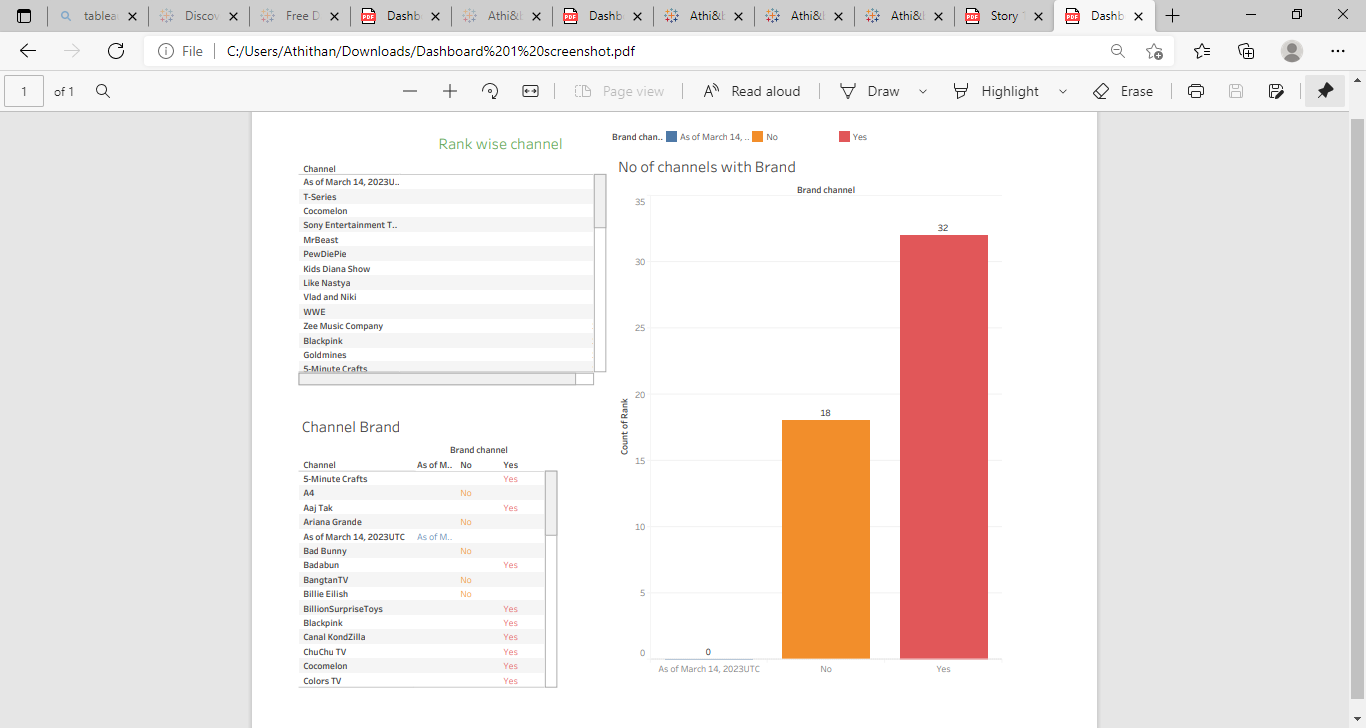 tablea
Discov
Free D
Dashb
Athi&t
Dashb
Athi&t
Athi&t
Athi&t
Story T
Dashb
File
C:/Users/Athithan/Downloads/Dashboard%201%20screenshot.pdf
1
of 1
Page view
Read aloud
Draw
Highlight
Erase
Rank wise channel
Channel
As of March 14, 2023U..
T-Series
Cocomelon
Sony Entertainment T..
MrBeast
PewDiePie
Kids Diana Show
Like Nastya
Vlad and Niki
WWE
Zee Music Company
Blackpink
Goldmines
5-Minute Crafts
Channel Brand
Brand channel
Channel As of M.. No Yes
5-Minute Crafts Yes
A4 No
Aaj Tak Yes
Ariana Grande No
As of March 14, 2023UTC As of M..
Bad Bunny No
Badabun Yes
BangtanTV No
Billie Eilish No
BillionSurpriseToys Yes
Blackpink Yes
Canal KondZilla Yes
ChuChu TV Yes
Cocomelon Yes
Colors TV Yes
Brand chan.. As of March 14, .. No Yes
No of channels with Brand
Brand channel
35
30
25
20
15
10
5
0
Count of Rank
0
18
32
As of March 14, 2023UTC
No
Yes